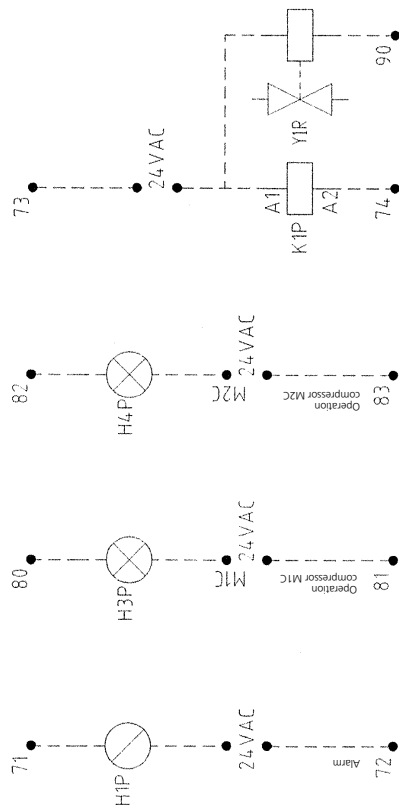 73
24VAC
A1
K1P
A2
74
Y1R
90
82
H4P
M2C
24VAC
Operation
compressor M2C
83
80
H3P
M1C
24VAC
Operation
compressor M1C
81
71
H1P
24VAC
Alarm
72